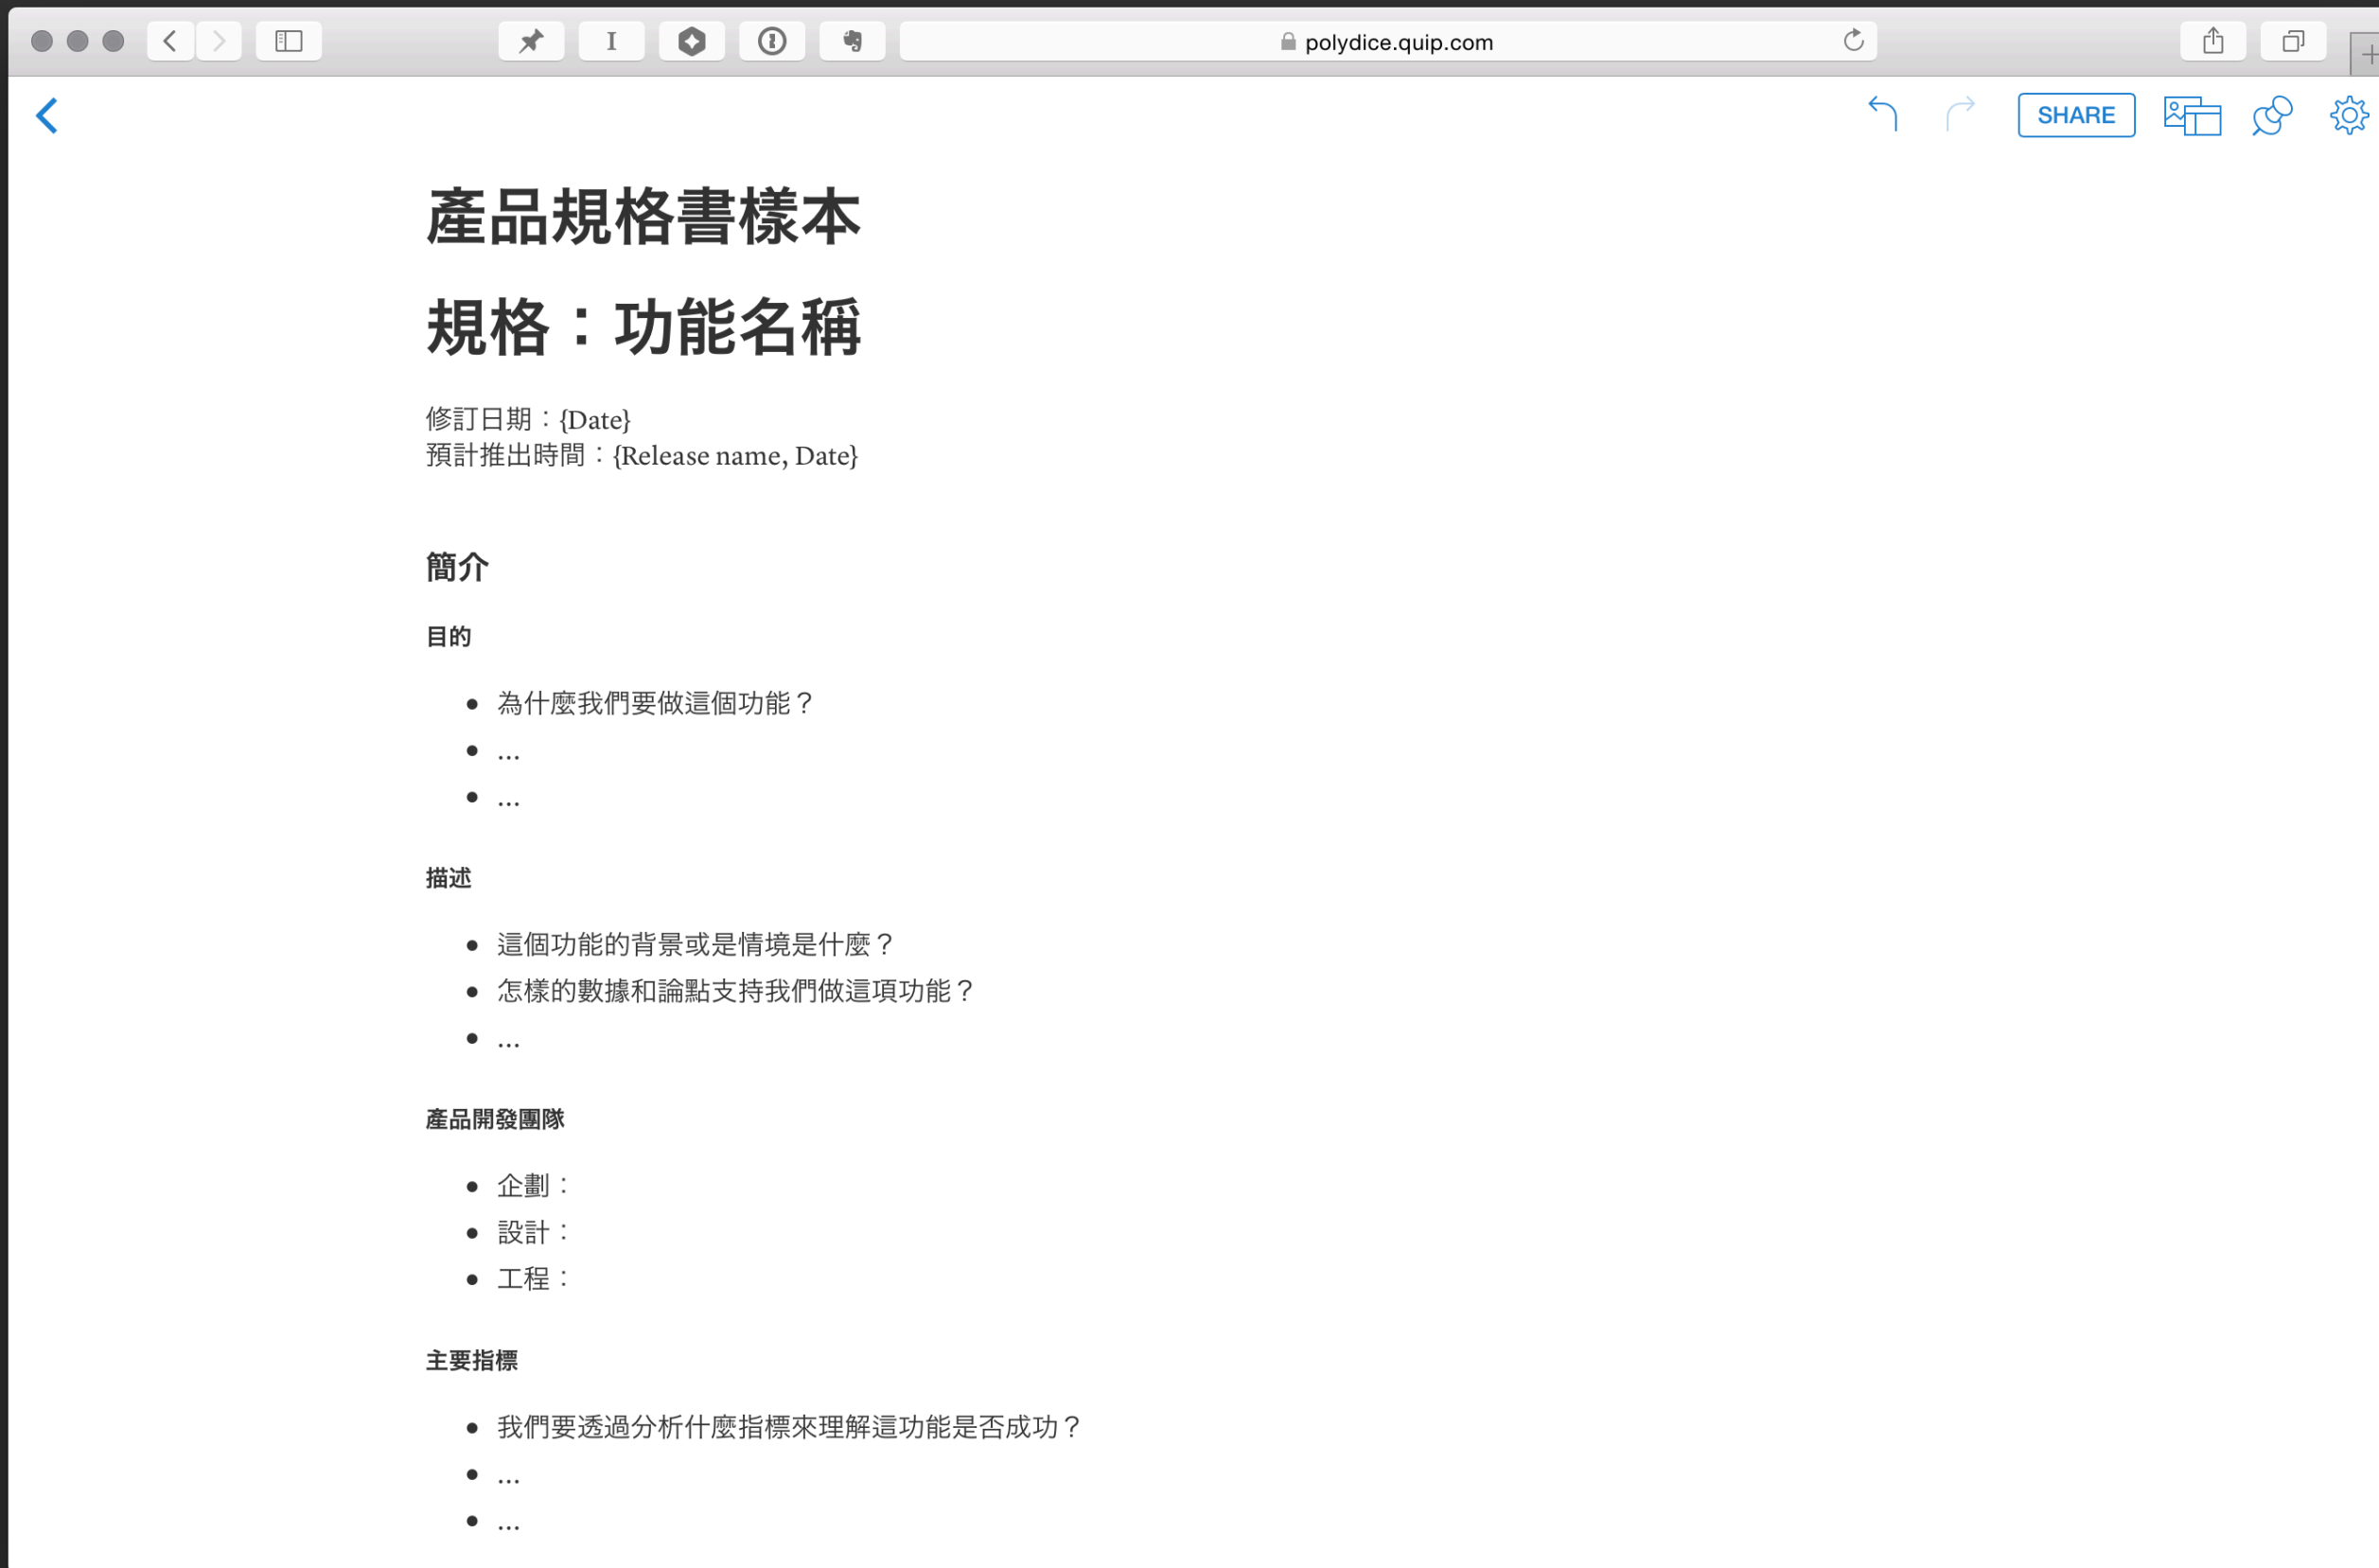 polydice.quip.com
SHARE
產品規格書樣本
規格：功能名稱
修訂日期：{Date}
預計推出時間：{Release name, Date}
簡介
目的
• 為什麼我們要做這個功能？
• ...
• ...
描述
• 這個功能的背景或是情境是什麼？
• 怎樣的數據和論點支持我們做這項功能？
• ...
產品開發團隊
• 企劃：
• 設計：
• 工程：
主要指標
• 我們要透過分析什麼指標來理解這功能是否成功？
• ...
• ...